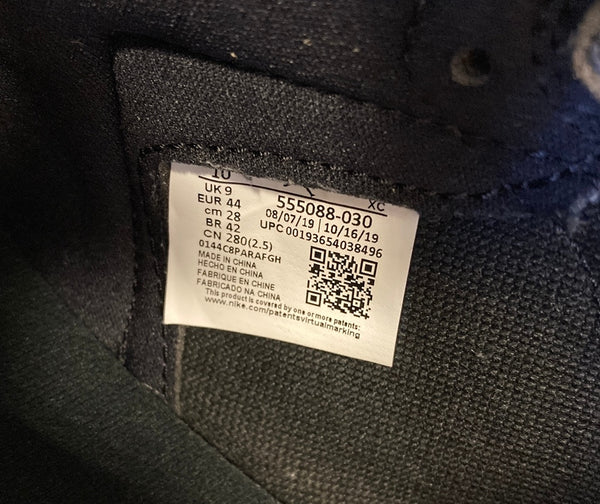 10
XC
UK 9
EUR 44
cm 28
BR 42
CN 280(2.5)
0144C8PARAFGH
555088-030
08/07/19 | 10/16/19
UPC 00193654038496
MADE IN CHINA
HECHO EN CHINA
FABRIQUE EN CHINE
FABRICADO NA CHINA
This product is covered by one or more patents:
www.nike.com/patentsvirtualmarking